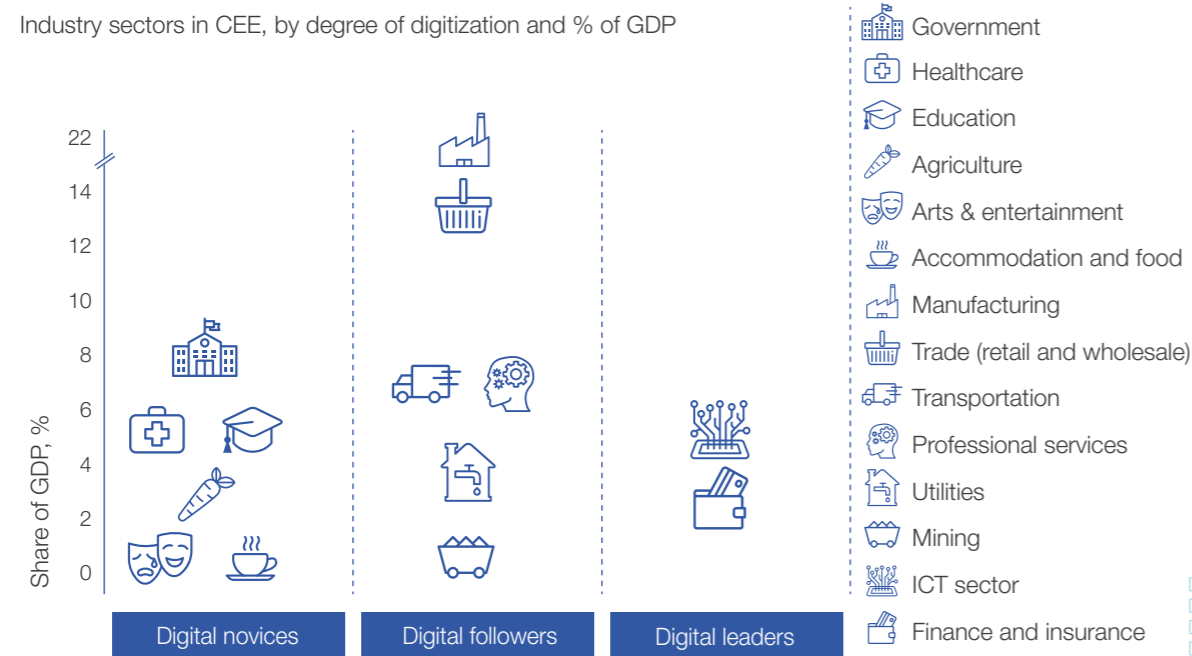 Industry sectors in CEE, by degree of digitization and % of GDP
Share of GDP, %
22
14
12
10
8
6
4
2
0
Digital novices
Digital followers
Digital leaders
Government
Healthcare
Education
Agriculture
Arts & entertainment
Accommodation and food
Manufacturing
Trade (retail and wholesale)
Transportation
Professional services
Utilities
Mining
ICT sector
Finance and insurance